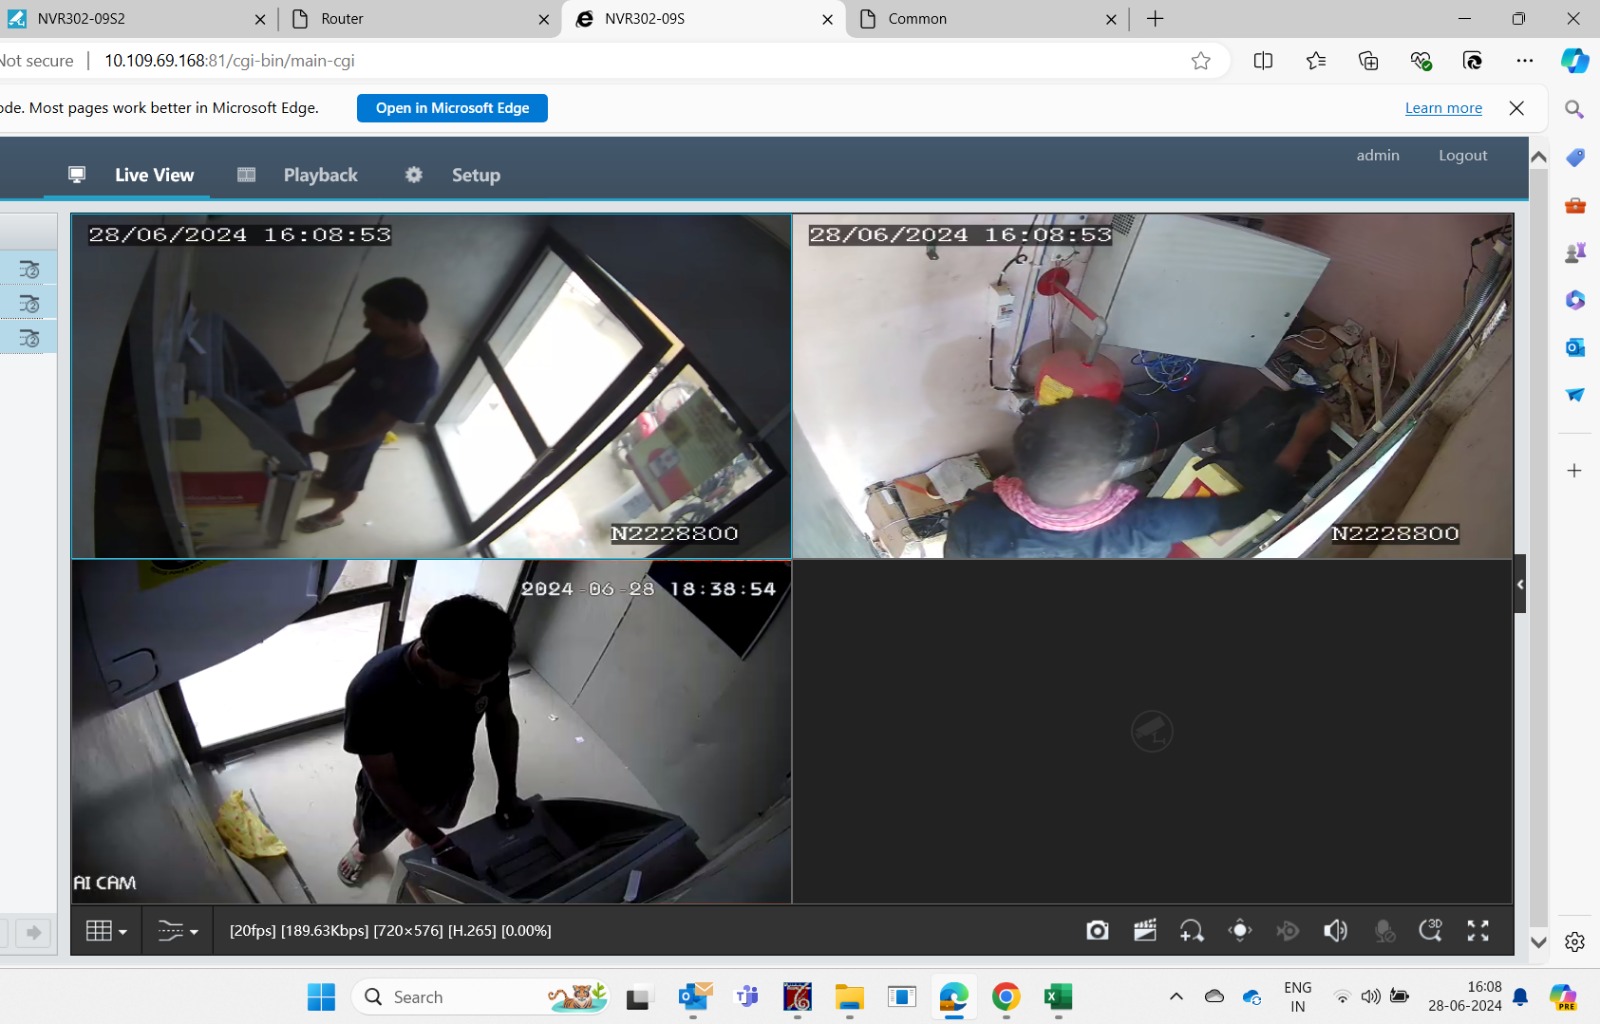 NVR302-09S2
Router
NVR302-09S
Common
Not secure
10.109.69.168:81/cgi-bin/main-cgi
ode. Most pages work better in Microsoft Edge.
Open in Microsoft Edge
Learn more
Live View
Playback
Setup
admin
Logout
28/06/2024 16:08:53
28/06/2024 16:08:53
N2228800
N2228800
2024-06-28 18:38:54
AI CAM
[20fps] [189.63Kbps] [720×576] [H.265] [0.00%]
3D
Search
ENG
IN
16:08
28-06-2024
PRE